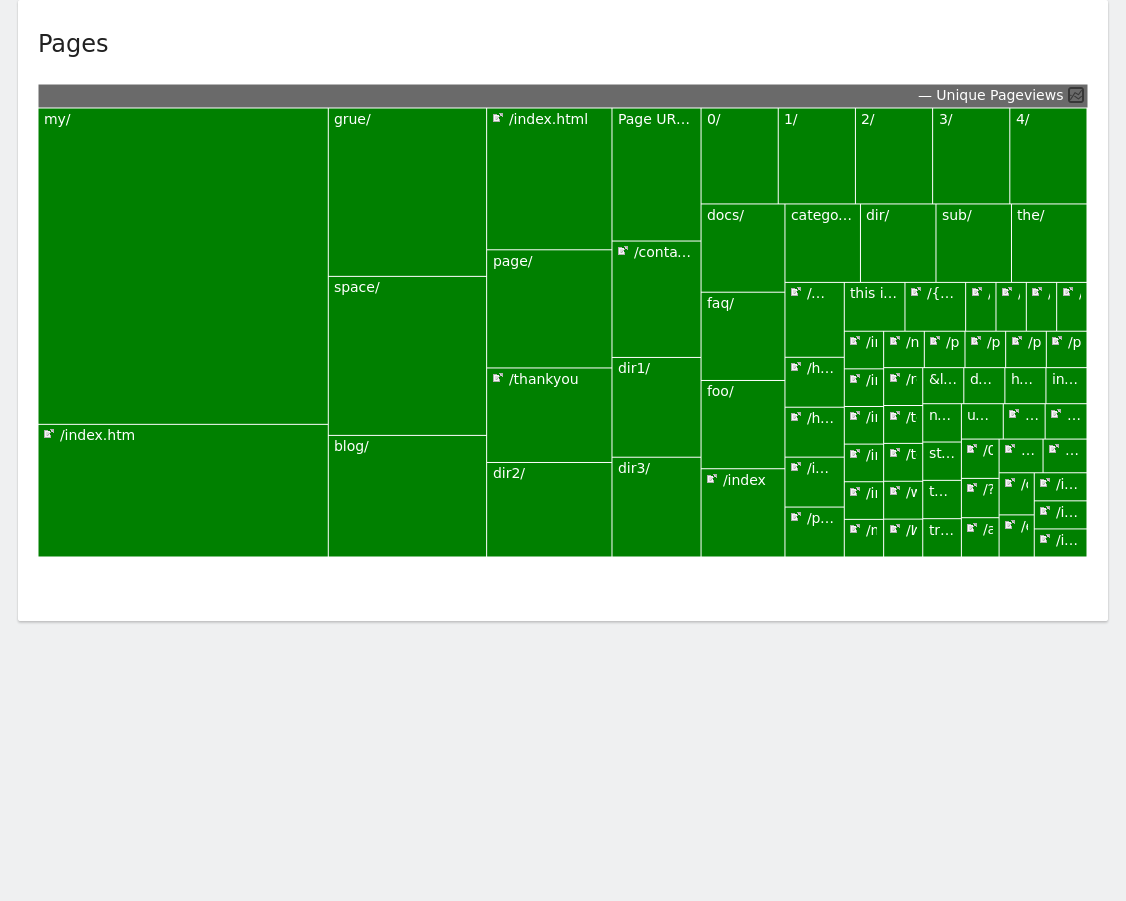 Pages
— Unique Pageviews
my/
/index.htm
grue/
space/
blog/
/index.html
page/
/thankyou
dir2/
Page UR…
/conta…
dir1/
dir3/
0/
1/
2/
3/
4/
docs/
faq/
foo/
/index
catego…
dir/
sub/
the/
/…
/h…
/h…
/i…
/p…
this i…
/{…
/n
/p
/p
/p
/p
&l…
d…
h…
in…
n…
u…
…
…
/t
st…
…
…
/t
t…
/?
/i…
/i…
/n
tr…
/a
/i…